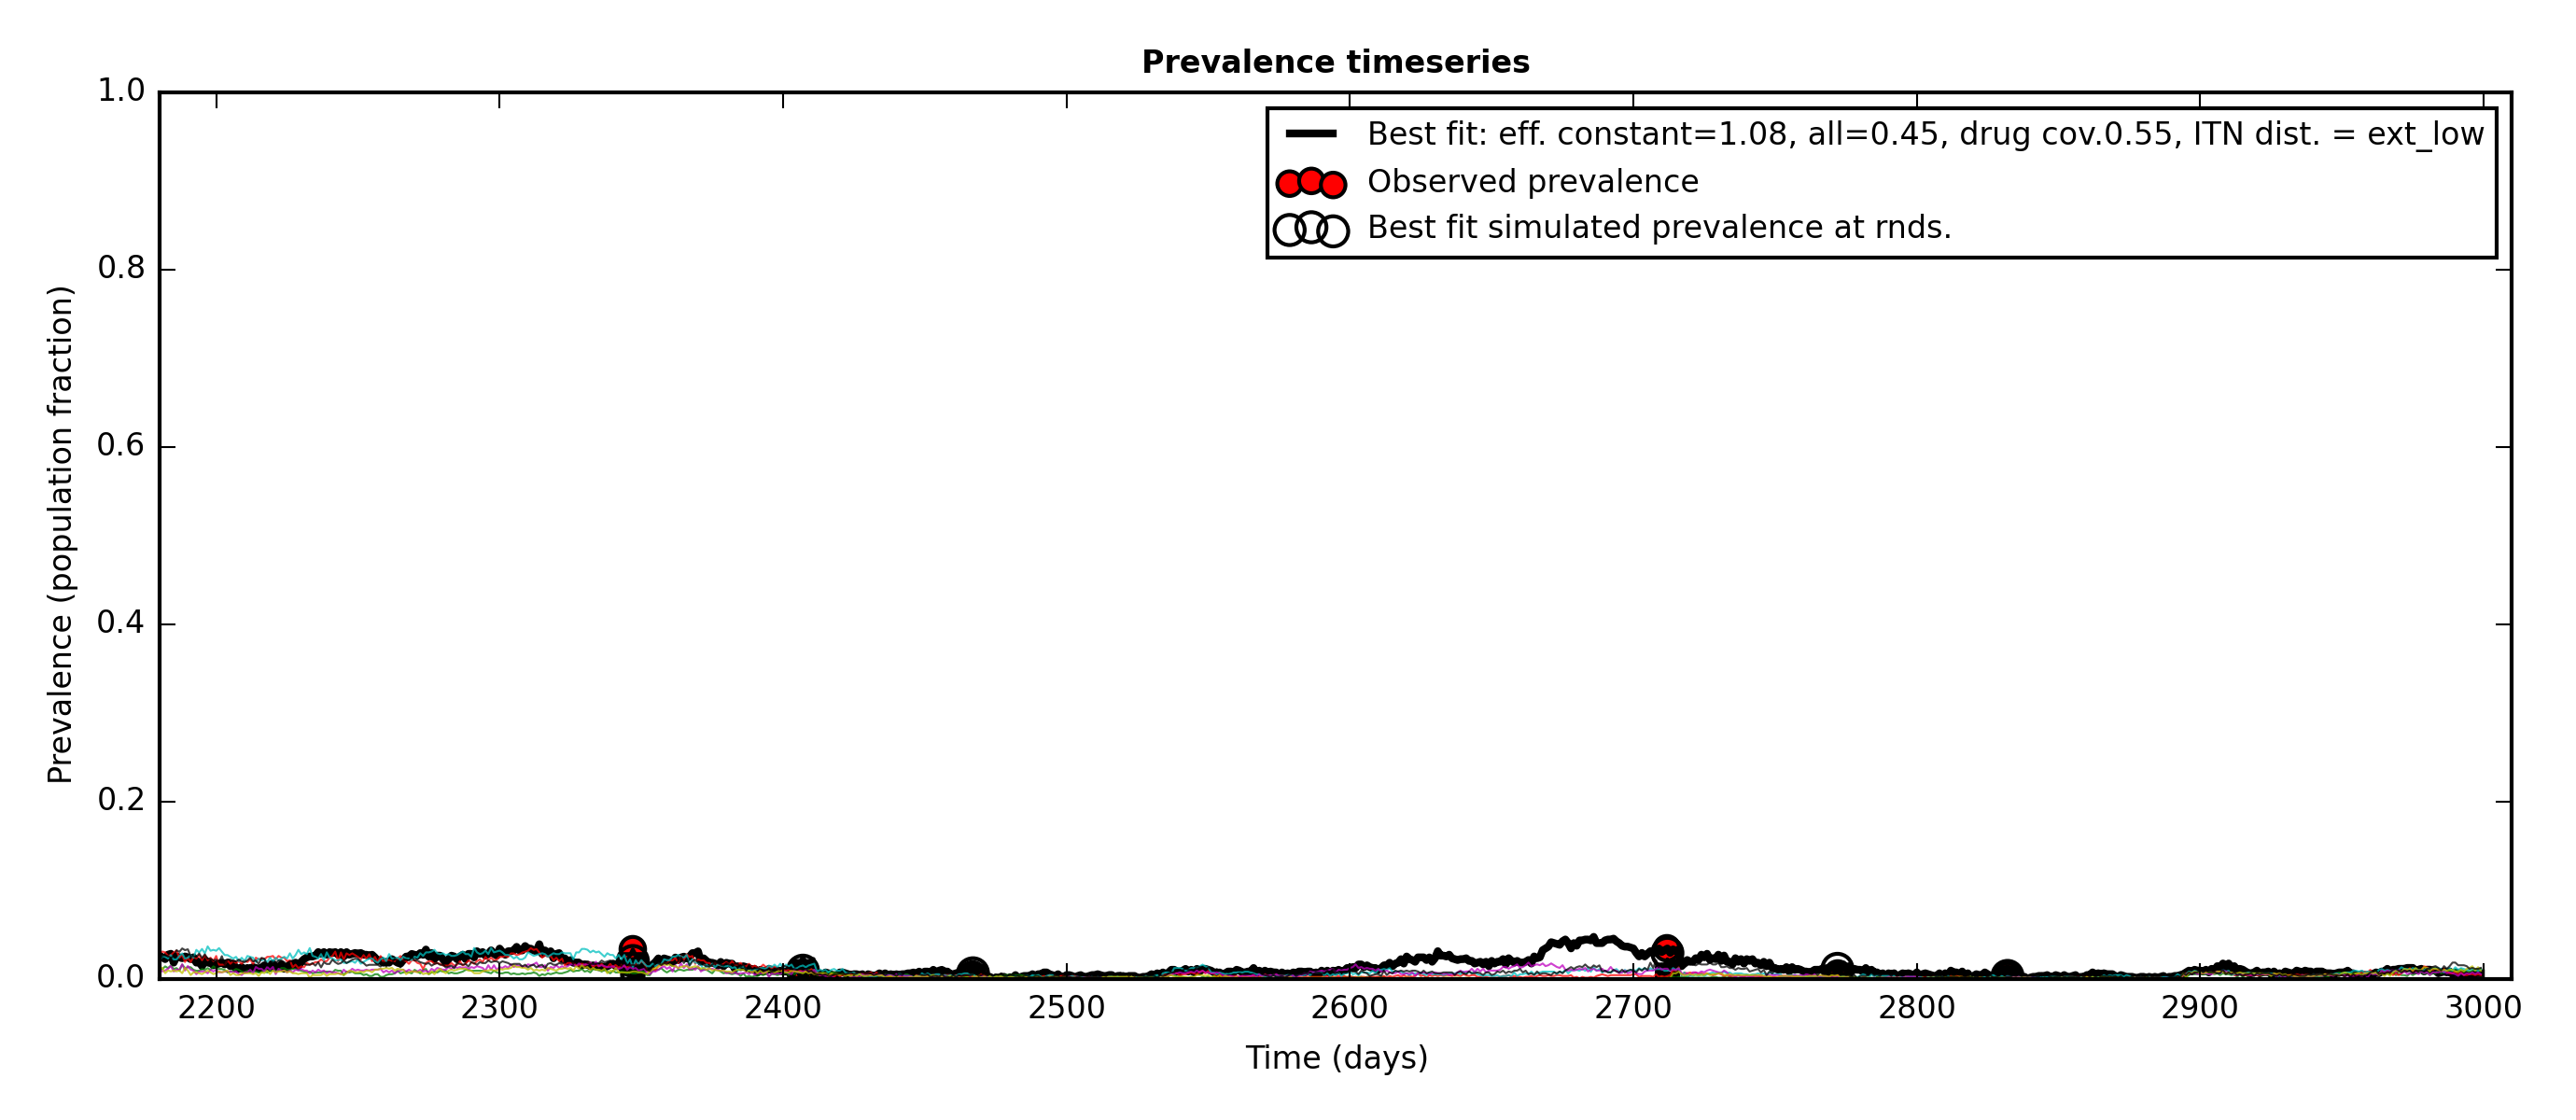 Prevalence timeseries
1.0
0.8
0.6
0.4
0.2
0.0
Prevalence (population fraction)
Best fit: eff. constant=1.08, all=0.45, drug cov.0.55, ITN dist. = ext_low
Observed prevalence
Best fit simulated prevalence at rnds.
2200 2300 2400 2500 2600 2700 2800 2900 3000
Time (days)